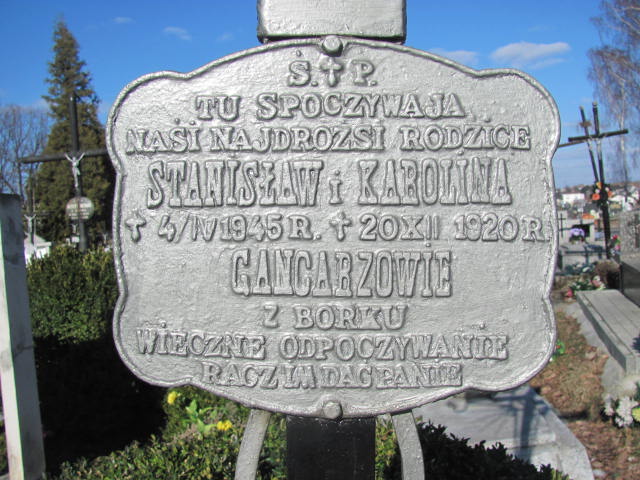 Ś.✝P.
TU SPOCZYWAJĄ
NASI NAJDROŻSI RODZICE
STANISŁAW i KAROLINA
✝ 4/IV 1945 R. ✝ 20 XII 1920 R.
GANCARZOWIE
Z BORKU
WIECZNE ODPOCZYWANIE
RACZ IM DAĆ PANIE